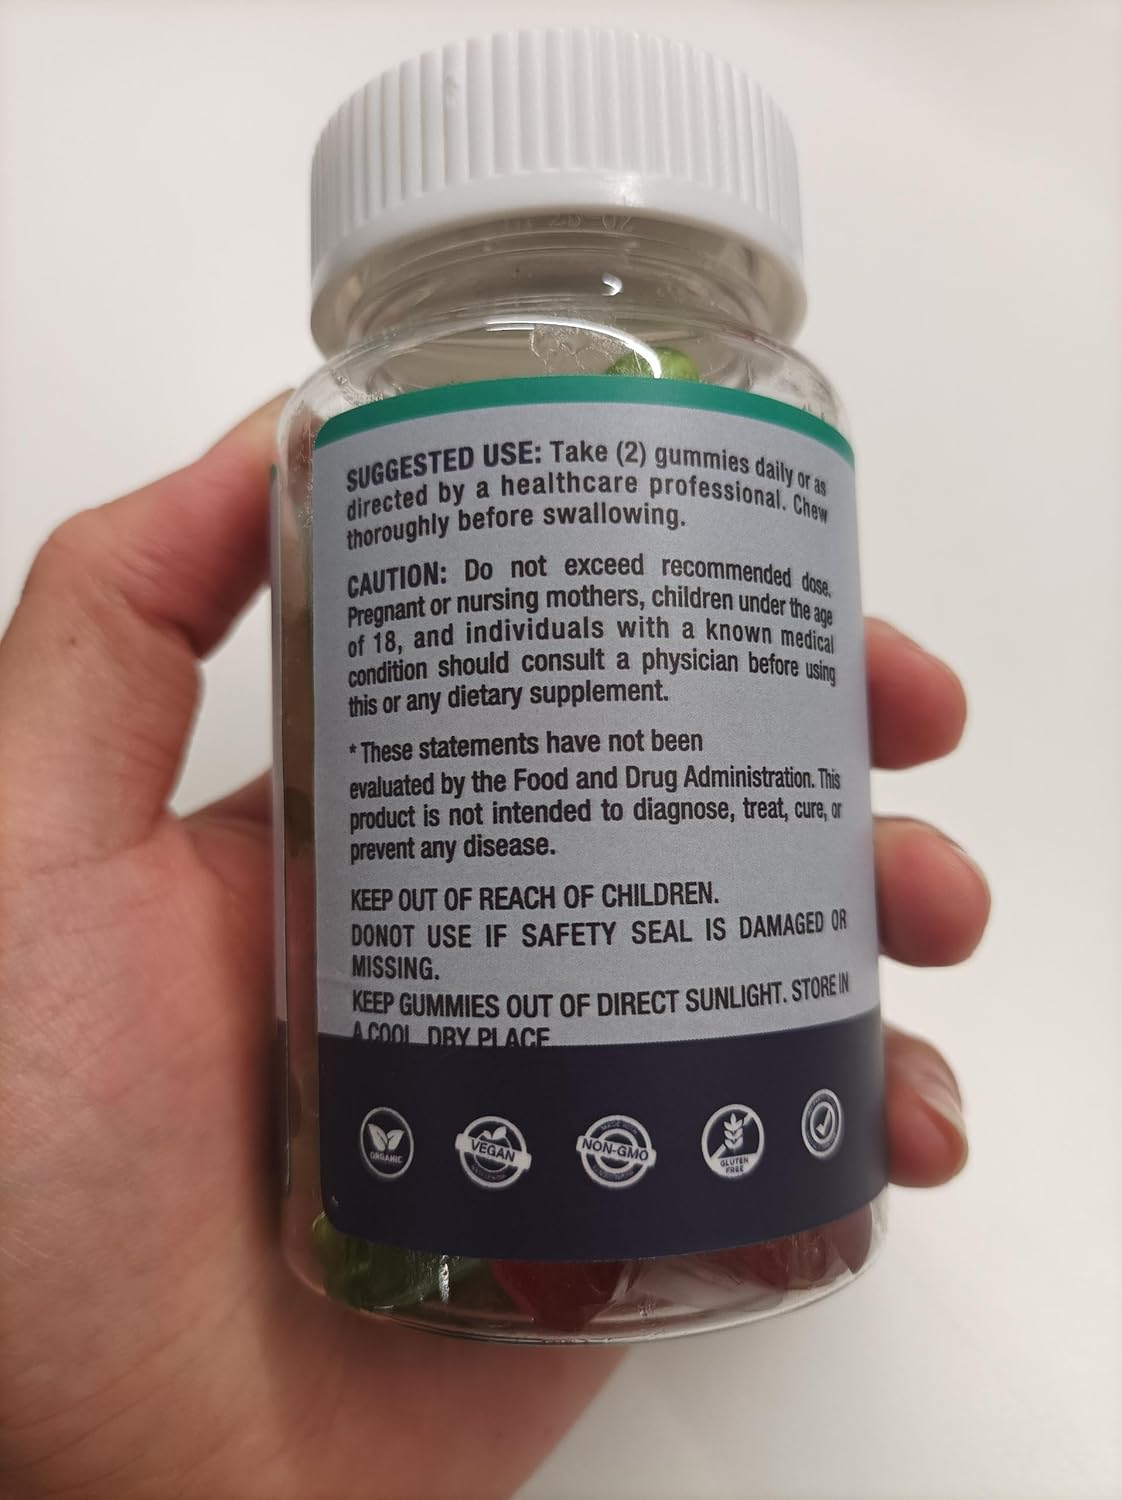 SUGGESTED USE: Take (2) gummies daily or as
directed by a healthcare professional. Chew
thoroughly before swallowing.
CAUTION: Do not exceed recommended dose.
Pregnant or nursing mothers, children under the age
of 18, and individuals with a known medical
condition should consult a physician before using
this or any dietary supplement.
* These statements have not been
evaluated by the Food and Drug Administration. This
product is not intended to diagnose, treat, cure, or
prevent any disease.
KEEP OUT OF REACH OF CHILDREN.
DONOT USE IF SAFETY SEAL IS DAMAGED OR
MISSING.
KEEP GUMMIES OUT OF DIRECT SUNLIGHT. STORE IN
A COOL DRY PLACE
ORGANIC
VEGAN
NON-GMO
GLUTEN
FREE